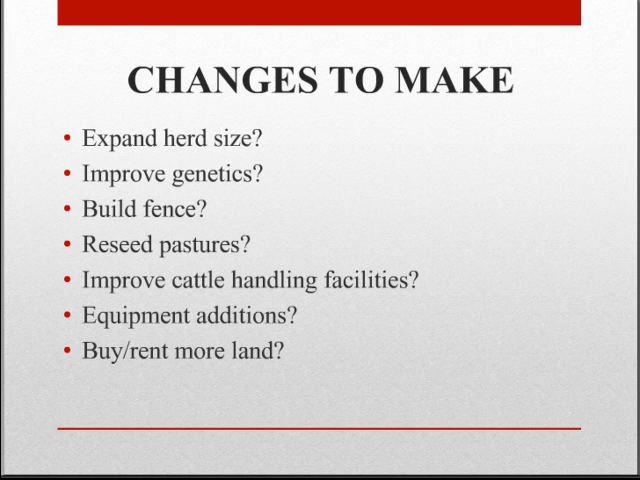 CHANGES TO MAKE
• Expand herd size?
• Improve genetics?
• Build fence?
• Reseed pastures?
• Improve cattle handling facilities?
• Equipment additions?
• Buy/rent more land?